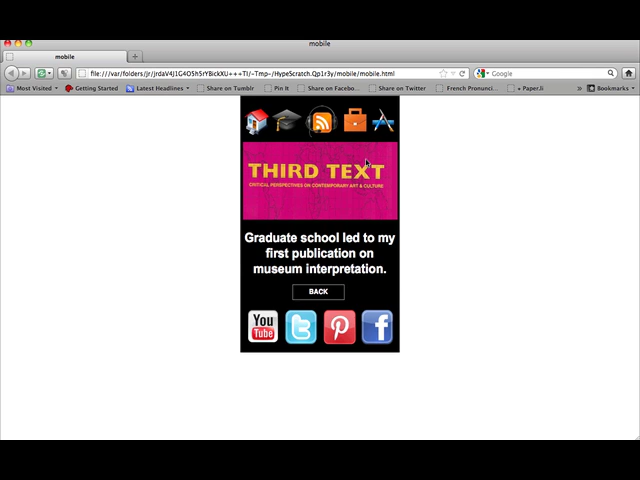 mobile
mobile
file:///var/folders/jr/jrdaV4J1G4O5h5rYBickXU+++TI/-Tmp-/HypeScratch.Qp1r3y/mobile/mobile.html
Google
Most Visited
Getting Started
Latest Headlines
Share on Tumblr
Pin It
Share on Facebo...
Share on Twitter
French Pronunci...
+ Paper.li
Bookmarks
THIRD TEXT
CRITICAL PERSPECTIVES ON CONTEMPORARY ART & CULTURE
Graduate school led to my
first publication on
museum interpretation.
BACK
You
Tube